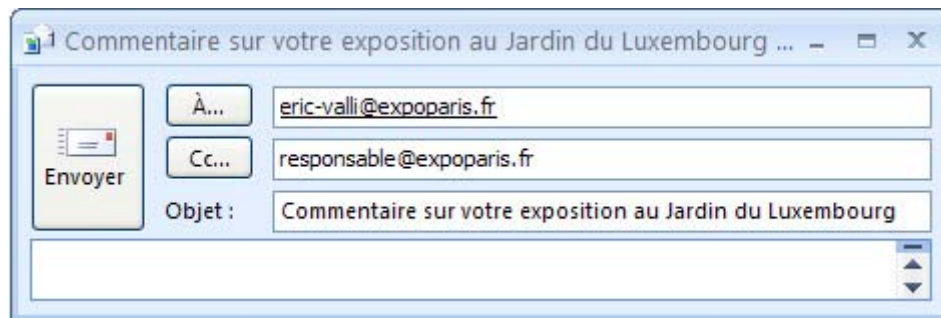 Commentaire sur votre exposition au Jardin du Luxembourg ...
À... eric-valli@expoparis.fr
Cc... responsable@expoparis.fr
Envoyer
Objet : Commentaire sur votre exposition au Jardin du Luxembourg